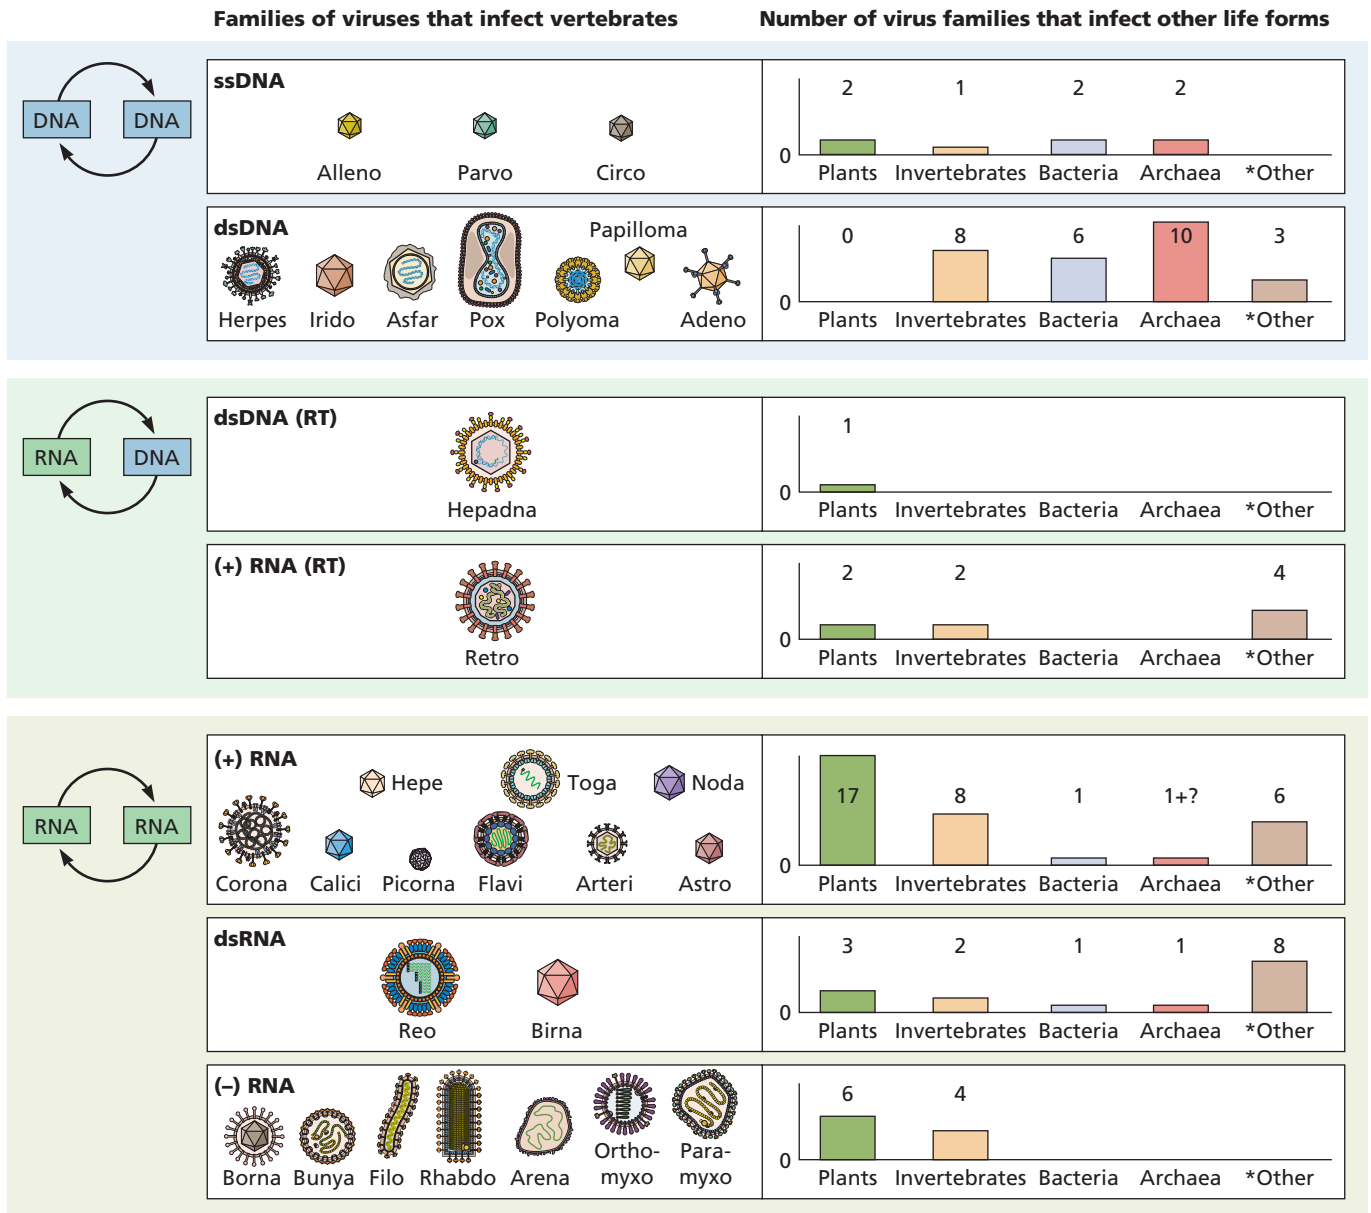 Families of viruses that infect vertebrates
Number of virus families that infect other life forms
DNA DNA
ssDNA
Alleno Parvo Circo
2 1 2 2
0
Plants Invertebrates Bacteria Archaea *Other
dsDNA
Papilloma
Herpes Irido Asfar Pox Polyoma Adeno
0 8 6 10 3
0
Plants Invertebrates Bacteria Archaea *Other
RNA DNA
dsDNA (RT)
Hepadna
1
0
Plants Invertebrates Bacteria Archaea *Other
(+) RNA (RT)
Retro
2 2 4
0
Plants Invertebrates Bacteria Archaea *Other
RNA RNA
(+) RNA
Hepe Toga Noda
Corona Calici Picorna Flavi Arteri Astro
17 8 1 1+? 6
0
Plants Invertebrates Bacteria Archaea *Other
dsRNA
Reo Birna
3 2 1 1 8
0
Plants Invertebrates Bacteria Archaea *Other
(–) RNA
Ortho- Para-
Borna Bunya Filo Rhabdo Arena myxo myxo
6 4
0
Plants Invertebrates Bacteria Archaea *Other